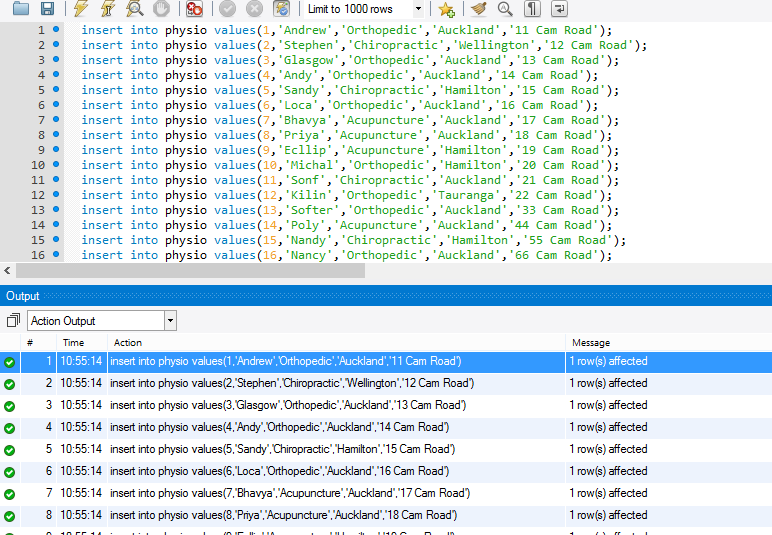 Limit to 1000 rows
1 insert into physio values(1,'Andrew','Orthopedic','Auckland','11 Cam Road');
2 insert into physio values(2,'Stephen','Chiropractic','Wellington','12 Cam Road');
3 insert into physio values(3,'Glasgow','Orthopedic','Auckland','13 Cam Road');
4 insert into physio values(4,'Andy','Orthopedic','Auckland','14 Cam Road');
5 insert into physio values(5,'Sandy','Chiropractic','Hamilton','15 Cam Road');
6 insert into physio values(6,'Loca','Orthopedic','Auckland','16 Cam Road');
7 insert into physio values(7,'Bhavya','Acupuncture','Auckland','17 Cam Road');
8 insert into physio values(8,'Priya','Acupuncture','Auckland','18 Cam Road');
9 insert into physio values(9,'Ecllip','Acupuncture','Hamilton','19 Cam Road');
10 insert into physio values(10,'Michal','Orthopedic','Hamilton','20 Cam Road');
11 insert into physio values(11,'Sonf','Chiropractic','Auckland','21 Cam Road');
12 insert into physio values(12,'Kilin','Orthopedic','Tauranga','22 Cam Road');
13 insert into physio values(13,'Softer','Orthopedic','Auckland','33 Cam Road');
14 insert into physio values(14,'Poly','Acupuncture','Auckland','44 Cam Road');
15 insert into physio values(15,'Nandy','Chiropractic','Hamilton','55 Cam Road');
16 insert into physio values(16,'Nancy','Orthopedic','Auckland','66 Cam Road');
Output
Action Output
# Time Action Message
1 10:55:14 insert into physio values(1,'Andrew','Orthopedic','Auckland','11 Cam Road') 1 row(s) affected
2 10:55:14 insert into physio values(2,'Stephen','Chiropractic','Wellington','12 Cam Road') 1 row(s) affected
3 10:55:14 insert into physio values(3,'Glasgow','Orthopedic','Auckland','13 Cam Road') 1 row(s) affected
4 10:55:14 insert into physio values(4,'Andy','Orthopedic','Auckland','14 Cam Road') 1 row(s) affected
5 10:55:14 insert into physio values(5,'Sandy','Chiropractic','Hamilton','15 Cam Road') 1 row(s) affected
6 10:55:14 insert into physio values(6,'Loca','Orthopedic','Auckland','16 Cam Road') 1 row(s) affected
7 10:55:14 insert into physio values(7,'Bhavya','Acupuncture','Auckland','17 Cam Road') 1 row(s) affected
8 10:55:14 insert into physio values(8,'Priya','Acupuncture','Auckland','18 Cam Road') 1 row(s) affected